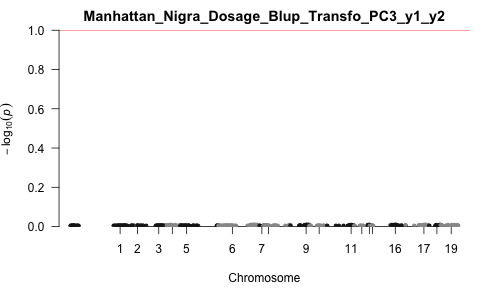 Manhattan_Nigra_Dosage_Blup_Transfo_PC3_y1_y2
− log10(p)
1.0
0.8
0.6
0.4
0.2
0.0
1 2 3 5 6 7 9 11 16 17 19
Chromosome